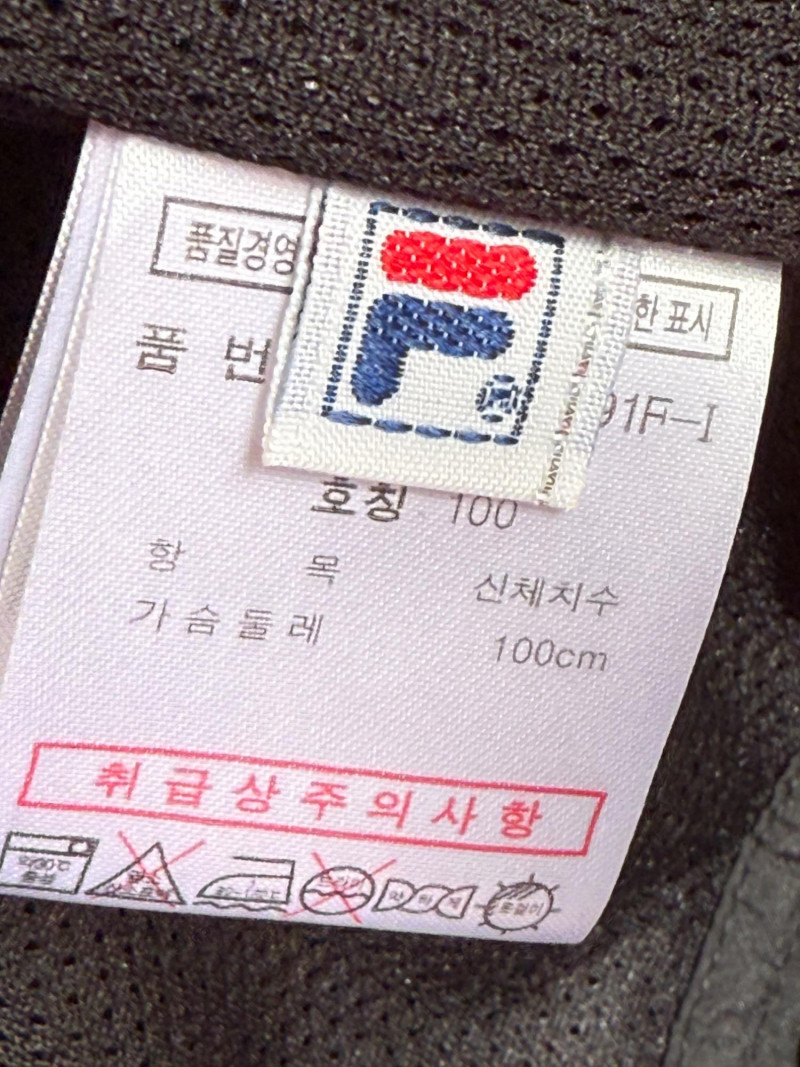 품질경영
한 표시
품 번
91F-I
호칭 100
항 목 신체치수
가슴둘레 100cm
취급상주의사항